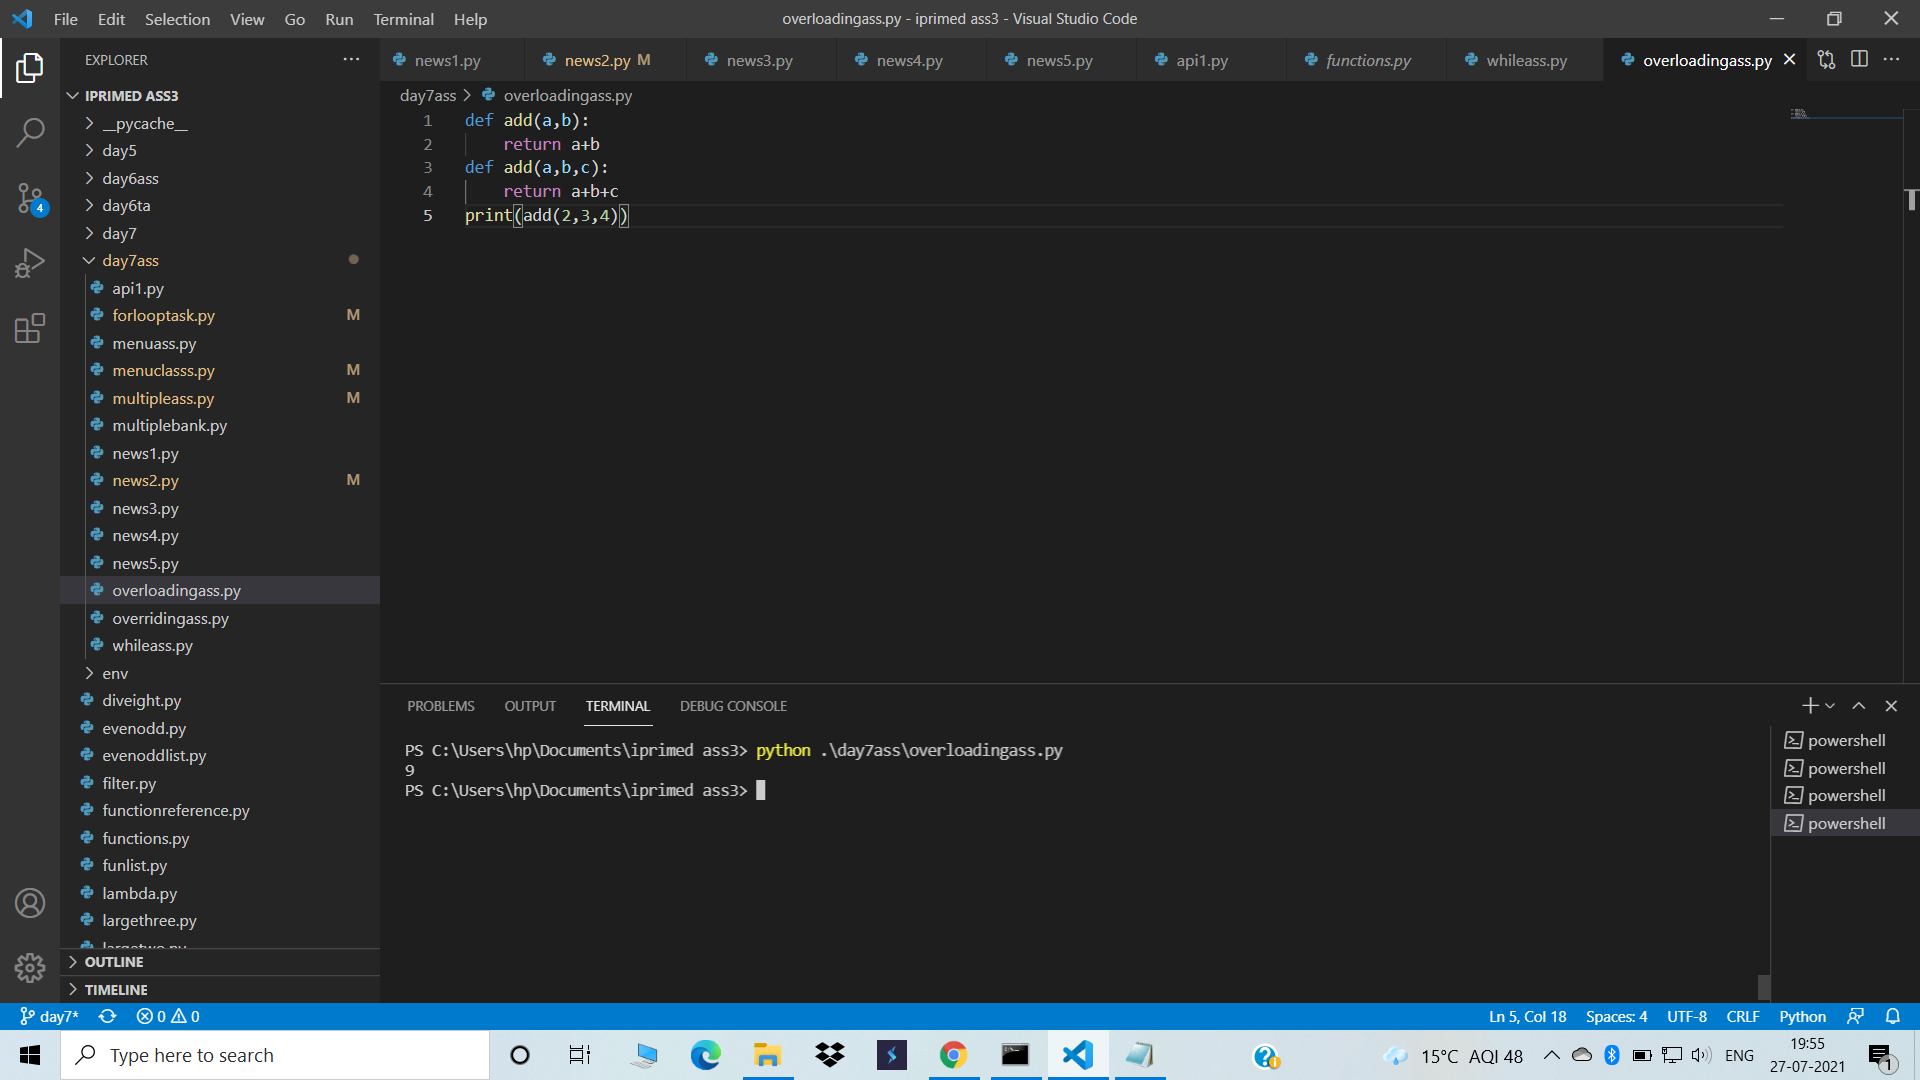 File Edit Selection View Go Run Terminal Help
overloadingass.py - iprimed ass3 - Visual Studio Code
EXPLORER
news1.py
news2.py M
news3.py
news4.py
news5.py
api1.py
functions.py
whileass.py
overloadingass.py
IPRIMED ASS3
__pycache__
day5
day6ass
day6ta
day7
day7ass
api1.py
forlooptask.py M
menuass.py
menuclasss.py M
multipleass.py M
multiplebank.py
news1.py
news2.py M
news3.py
news4.py
news5.py
overloadingass.py
overridingass.py
whileass.py
env
diveight.py
evenodd.py
evenoddlist.py
filter.py
functionreference.py
functions.py
funlist.py
lambda.py
largethree.py
largetwo.py
OUTLINE
TIMELINE
4
day7ass > overloadingass.py
1 def add(a,b):
2 return a+b
3 def add(a,b,c):
4 return a+b+c
5 print(add(2,3,4))
PROBLEMS OUTPUT TERMINAL DEBUG CONSOLE
PS C:\Users\hp\Documents\iprimed ass3> python .\day7ass\overloadingass.py
9
PS C:\Users\hp\Documents\iprimed ass3>
powershell
powershell
powershell
powershell
day7* 0 0
Ln 5, Col 18 Spaces: 4 UTF-8 CRLF Python
Type here to search
15°C AQI 48
ENG
19:55
27-07-2021
1